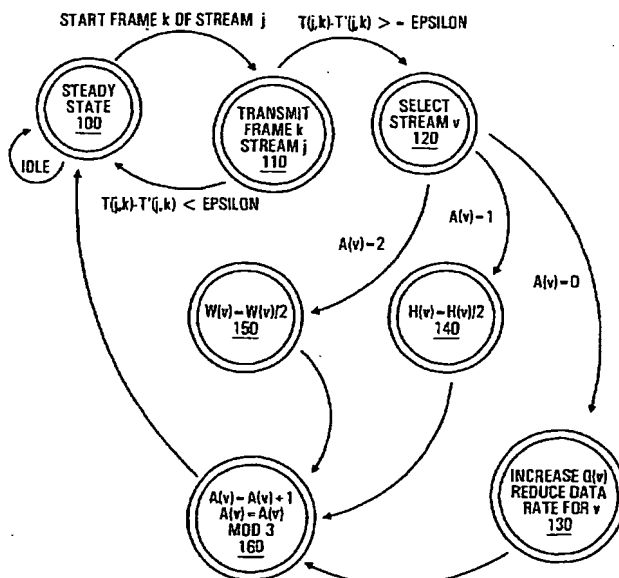 START FRAME k OF STREAM j
T(j,k)-T'(j,k) > - EPSILON
STEADY
STATE
100
TRANSMIT
FRAME k
STREAM j
110
SELECT
STREAM v
120
IDLE
T(j,k)-T'(j,k) < EPSILON
A(v)-1
A(v)-2
A(v)-0
W(v)-W(v)/2
150
H(v)-H(v)/2
140
A(v)-A(v)+1
A(v)-A(v)
MOD 3
160
INCREASE Q(v)
REDUCE DATA
RATE FOR v
130